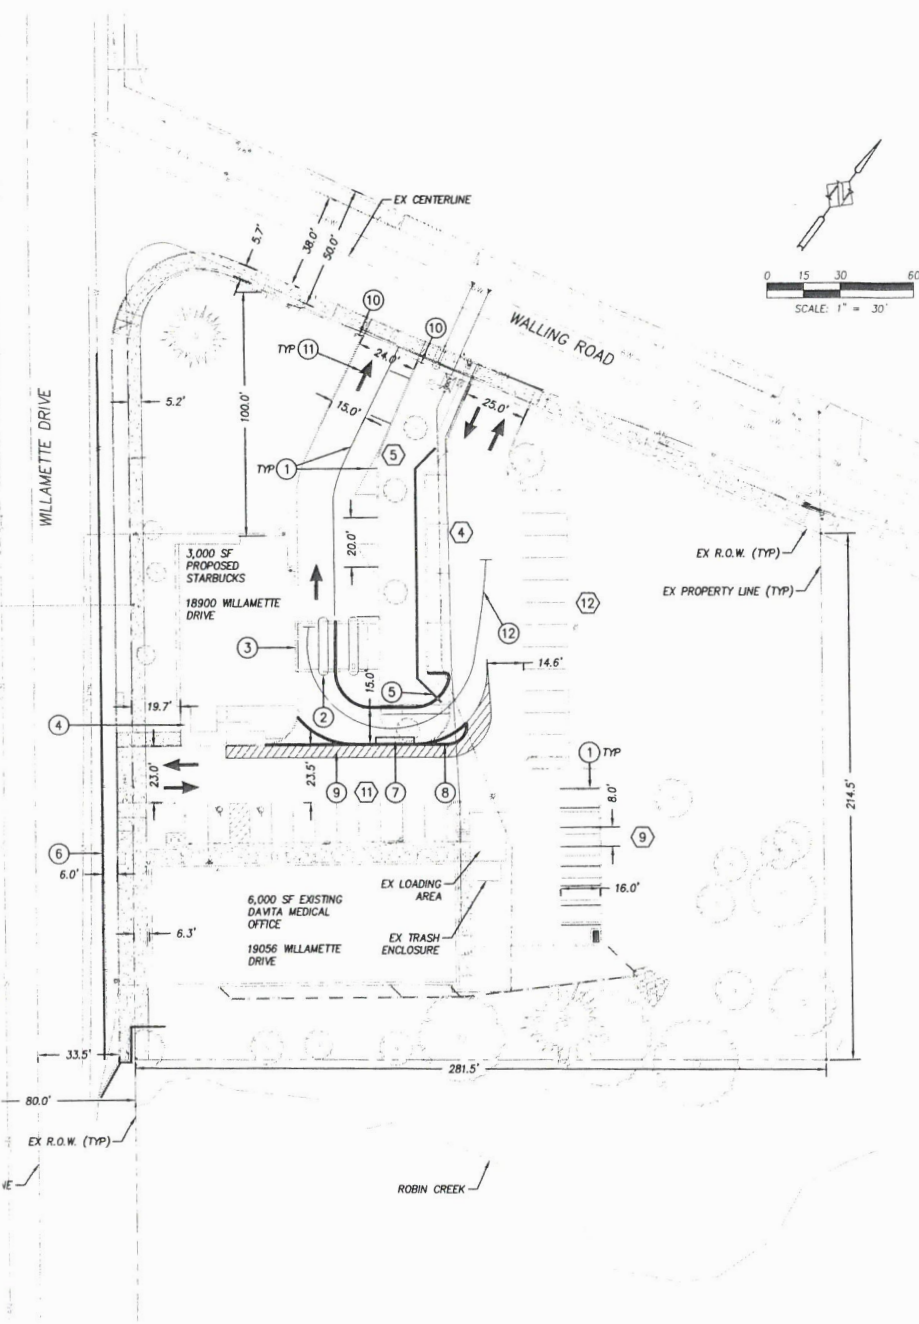 EX CENTERLINE
5.7'
38.0'
50.0'
0 15 30 60
SCALE: 1" = 30'
10
10
WALLING ROAD
W
TYP 11
24.0'
15.0'
25.0'
WILLAMETTE DRIVE
5.2'
100.0'
TYP 1
5
20.0'
4
3,000 SF
PROPOSED
STARBUCKS
18900 WILLAMETTE
DRIVE
EX R.O.W. (TYP)
EX PROPERTY LINE (TYP)
12
12
3
15.0'
14.6'
5
2
19.7'
4
1 TYP
23.0'
23.5'
9
11
7
8
8.0'
214.5'
9
6
6.0'
EX LOADING
AREA
16.0'
6,000 SF EXISTING
DAVITA MEDICAL
OFFICE
19056 WILLAMETTE
DRIVE
EX TRASH
ENCLOSURE
6.3'
33.5'
281.5'
80.0'
EX R.O.W. (TYP)
NE
ROBIN CREEK